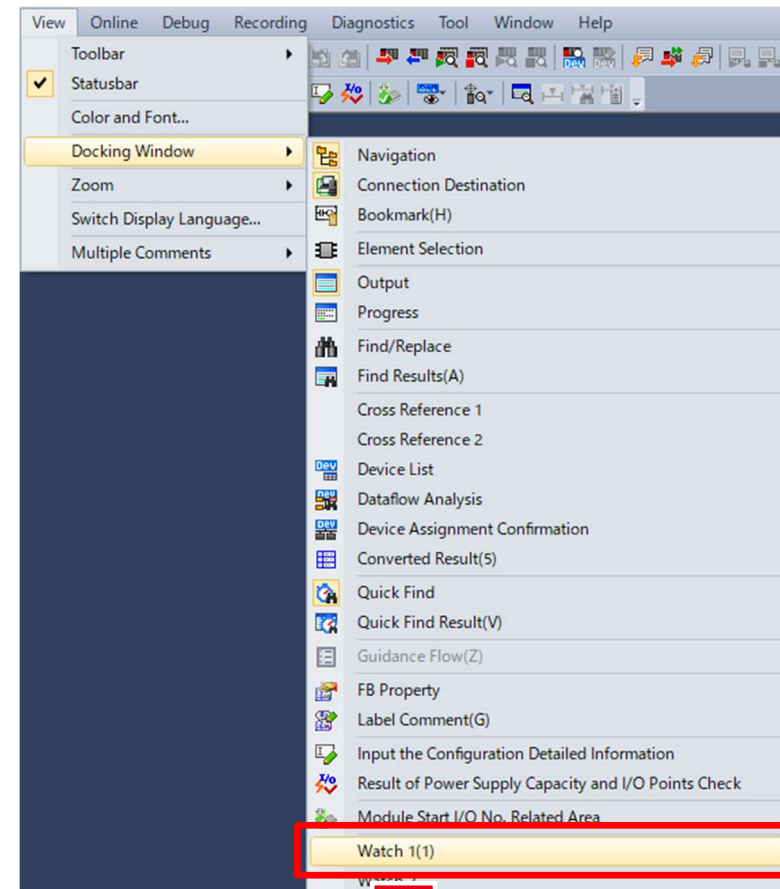 View Online Debug Recording Diagnostics Tool Window Help
Toolbar
Statusbar
Color and Font...
Docking Window
Zoom
Switch Display Language...
Multiple Comments
Navigation
Connection Destination
Bookmark(H)
Element Selection
Output
Progress
Find/Replace
Find Results(A)
Cross Reference 1
Cross Reference 2
Device List
Dataflow Analysis
Device Assignment Confirmation
Converted Result(5)
Quick Find
Quick Find Result(V)
Guidance Flow(Z)
FB Property
Label Comment(G)
Input the Configuration Detailed Information
Result of Power Supply Capacity and I/O Points Check
Module Start I/O No. Related Area
Watch 1(1)